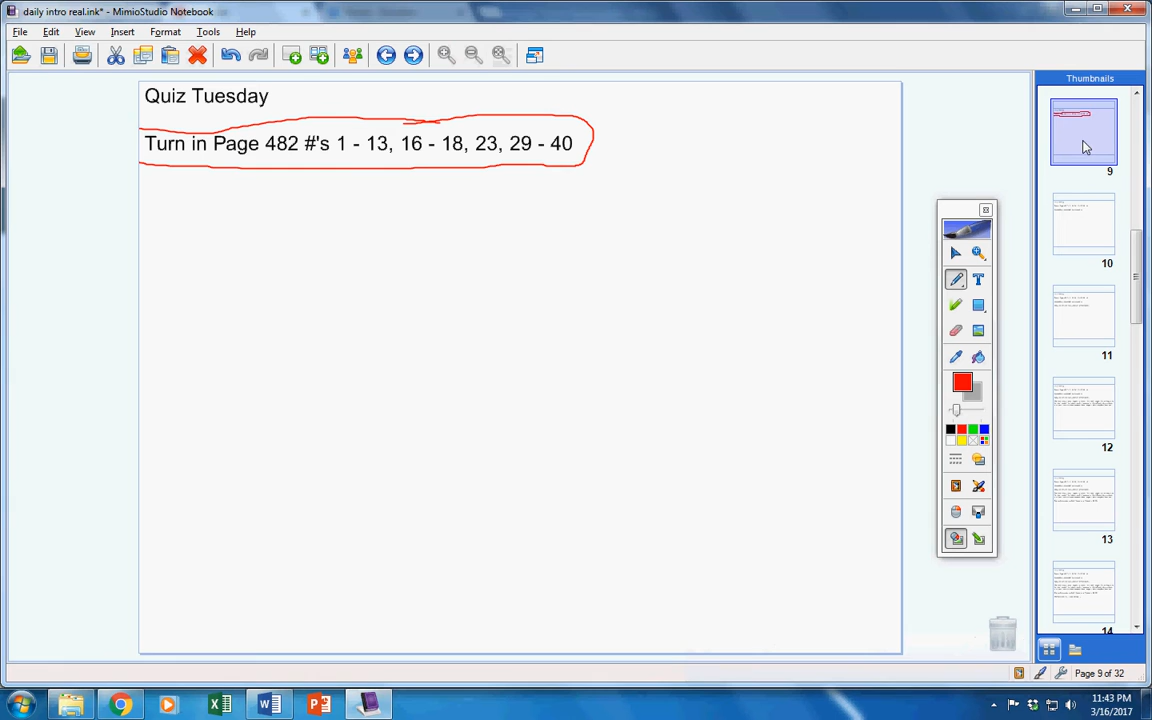 daily intro real.ink* - MimioStudio Notebook
File Edit View Insert Format Tools Help
Quiz Tuesday
Turn in Page 482 #'s 1 - 13, 16 - 18, 23, 29 - 40
Thumbnails
9
10
11
12
13
14
Page 9 of 32
11:43 PM
3/16/2017